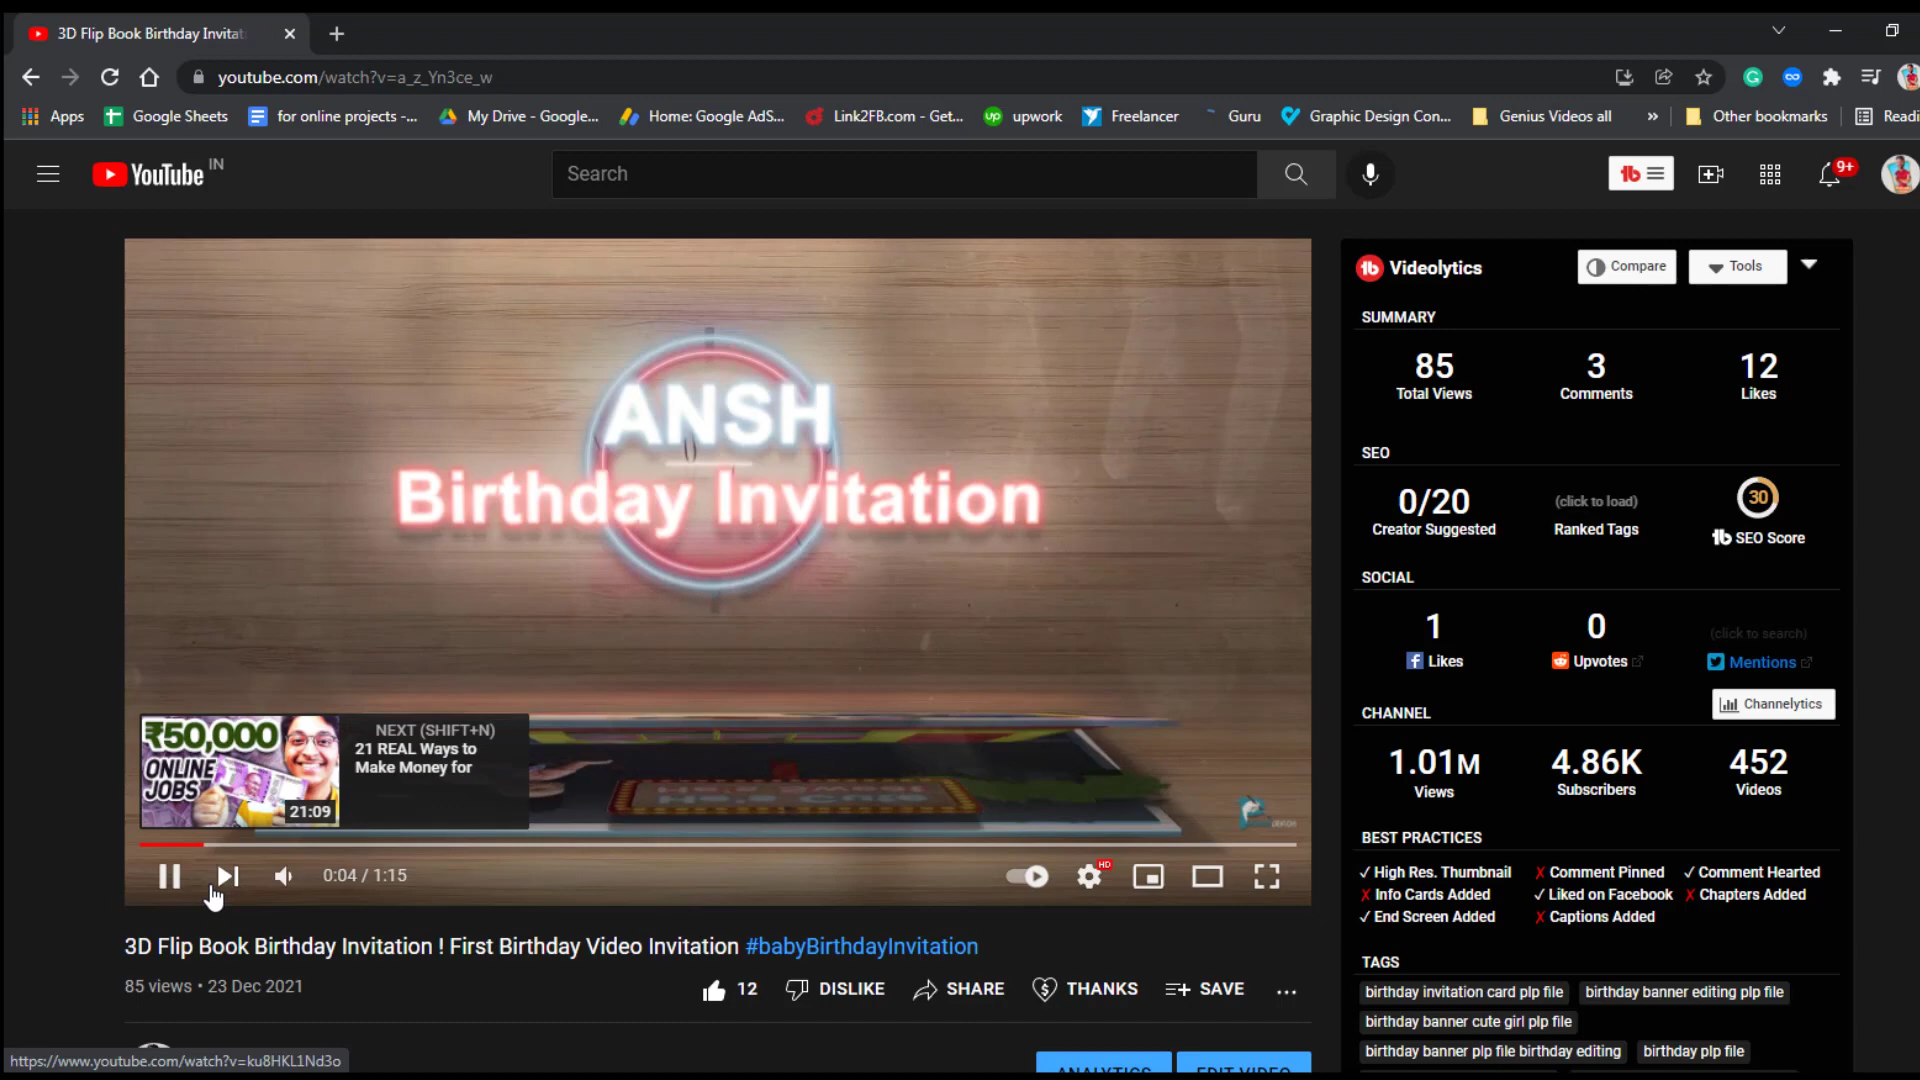 3D Flip Book Birthday Invitat
youtube.com/watch?v=a_z_Yn3ce_w
Apps Google Sheets for online projects -... My Drive - Google... Home: Google AdS... Link2FB.com - Get... upwork Freelancer Guru Graphic Design Con... Genius Videos all » Other bookmarks Readi
YouTube IN
Search
9+
ANSH
Birthday Invitation
₹50,000
ONLINE
JOBS
21:09
NEXT (SHIFT+N)
21 REAL Ways to
Make Money for
He's Cute
0:04 / 1:15
HD
3D Flip Book Birthday Invitation ! First Birthday Video Invitation #babyBirthdayInvitation
85 views • 23 Dec 2021
12 DISLIKE SHARE THANKS SAVE ...
ANALYTICS EDIT VIDEO
https://www.youtube.com/watch?v=ku8HKL1Nd3o
Videolytics Compare Tools
SUMMARY
85 3 12
Total Views Comments Likes
SEO
0/20 (click to load) 30
Creator Suggested Ranked Tags SEO Score
SOCIAL
1 0 (click to search)
Likes Upvotes Mentions
Channelytics
CHANNEL
1.01M 4.86K 452
Views Subscribers Videos
BEST PRACTICES
✓ High Res. Thumbnail ✗ Comment Pinned ✓ Comment Hearted
✗ Info Cards Added ✓ Liked on Facebook ✗ Chapters Added
✓ End Screen Added ✗ Captions Added
TAGS
birthday invitation card plp file birthday banner editing plp file
birthday banner cute girl plp file
birthday banner plp file birthday editing birthday plp file